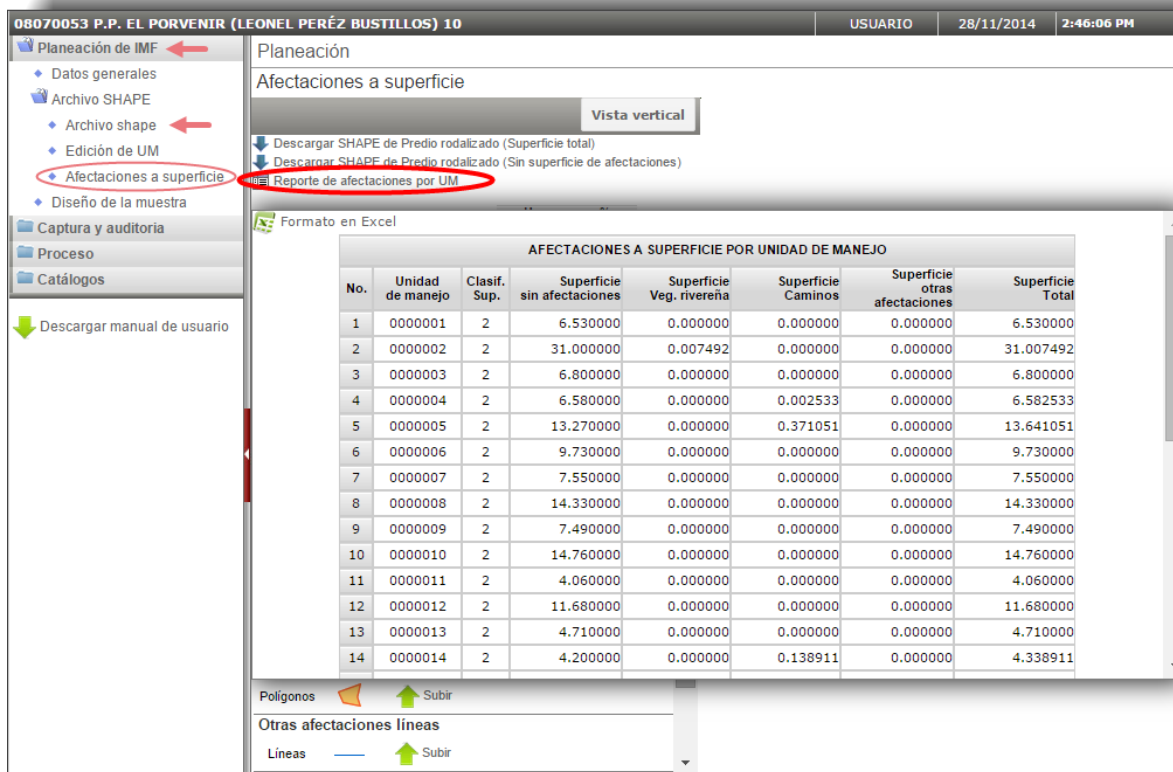 08070053 P.P. EL PORVENIR (LEONEL PERÉZ BUSTILLOS) 10 USUARIO 28/11/2014 2:46:06 PM
Planeación de IMF
Datos generales
Archivo SHAPE
Archivo shape
Edición de UM
Afectaciones a superficie
Diseño de la muestra
Captura y auditoria
Proceso
Catálogos
Descargar manual de usuario
Planeación
Afectaciones a superficie
Vista vertical
Descargar SHAPE de Predio rodalizado (Superficie total)
Descargar SHAPE de Predio rodalizado (Sin superficie de afectaciones)
Reporte de afectaciones por UM
Formato en Excel
AFECTACIONES A SUPERFICIE POR UNIDAD DE MANEJO
No. Unidad de manejo Clasif. Sup. Superficie sin afectaciones Superficie Veg. rivereña Superficie Caminos Superficie otras afectaciones Superficie Total
1 0000001 2 6.530000 0.000000 0.000000 0.000000 6.530000
2 0000002 2 31.000000 0.007492 0.000000 0.000000 31.007492
3 0000003 2 6.800000 0.000000 0.000000 0.000000 6.800000
4 0000004 2 6.580000 0.000000 0.002533 0.000000 6.582533
5 0000005 2 13.270000 0.000000 0.371051 0.000000 13.641051
6 0000006 2 9.730000 0.000000 0.000000 0.000000 9.730000
7 0000007 2 7.550000 0.000000 0.000000 0.000000 7.550000
8 0000008 2 14.330000 0.000000 0.000000 0.000000 14.330000
9 0000009 2 7.490000 0.000000 0.000000 0.000000 7.490000
10 0000010 2 14.760000 0.000000 0.000000 0.000000 14.760000
11 0000011 2 4.060000 0.000000 0.000000 0.000000 4.060000
12 0000012 2 11.680000 0.000000 0.000000 0.000000 11.680000
13 0000013 2 4.710000 0.000000 0.000000 0.000000 4.710000
14 0000014 2 4.200000 0.000000 0.138911 0.000000 4.338911
Polígonos Subir
Otras afectaciones líneas
Líneas Subir